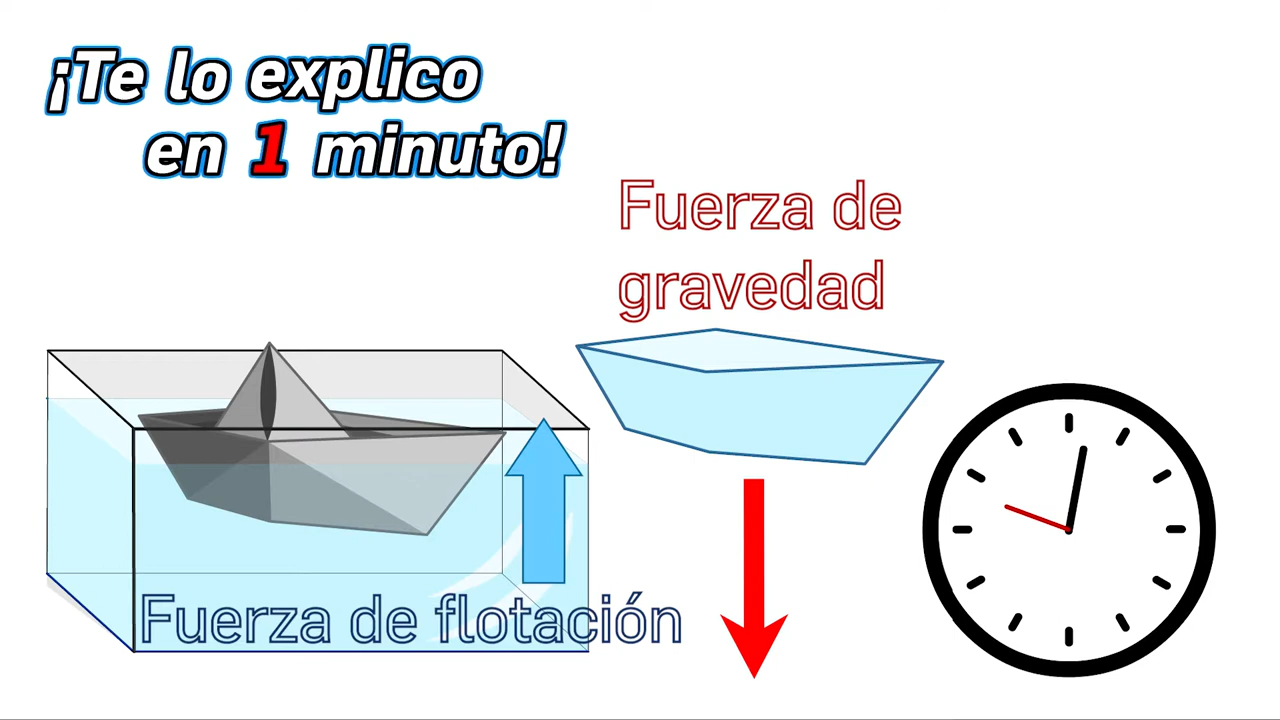 ¡Te lo explico
en 1 minuto!
Fuerza de
gravedad
Fuerza de flotación